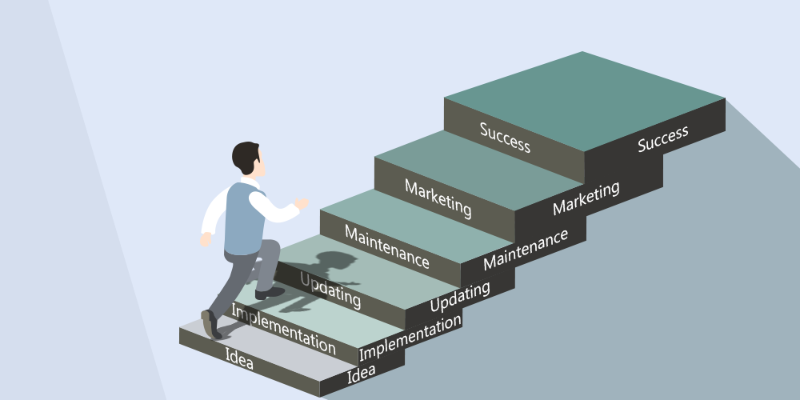 Success
Success
Marketing
Marketing
Maintenance
Maintenance
Updating
Updating
Implementation
Implementation
Idea
Idea